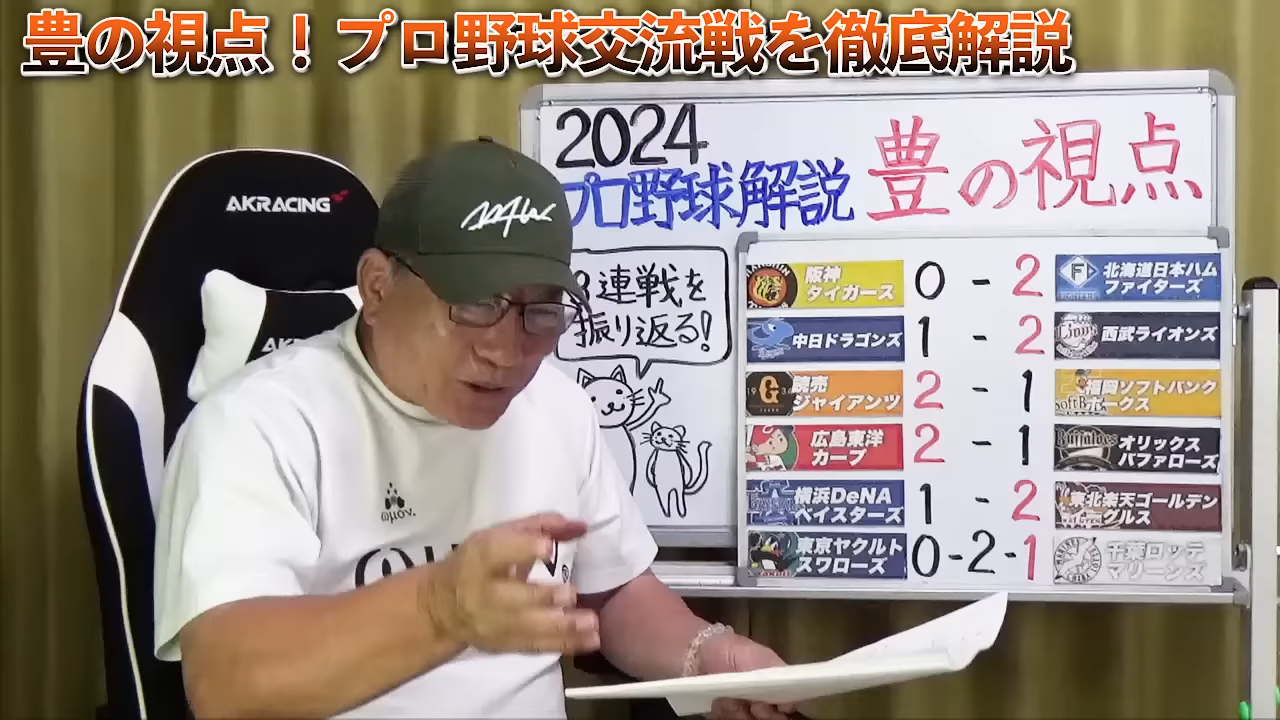 豊の視点！プロ野球交流戦を徹底解説
2024
プロ野球解説
豊の視点
3連戦を
振り返る!
AKRACING
阪神
タイガース
0 - 2
北海道日本ハム
ファイターズ
中日ドラゴンズ
1 - 2
西武ライオンズ
読売
ジャイアンツ
2 - 1
福岡ソフトバンク
ホークス
広島東洋
カープ
2 - 1
オリックス
バファローズ
横浜DeNA
ベイスターズ
1 - 2
東北楽天ゴールデン
グルス
東京ヤクルト
スワローズ
0-2-1
千葉ロッテ
マリーンズ
ωμον.